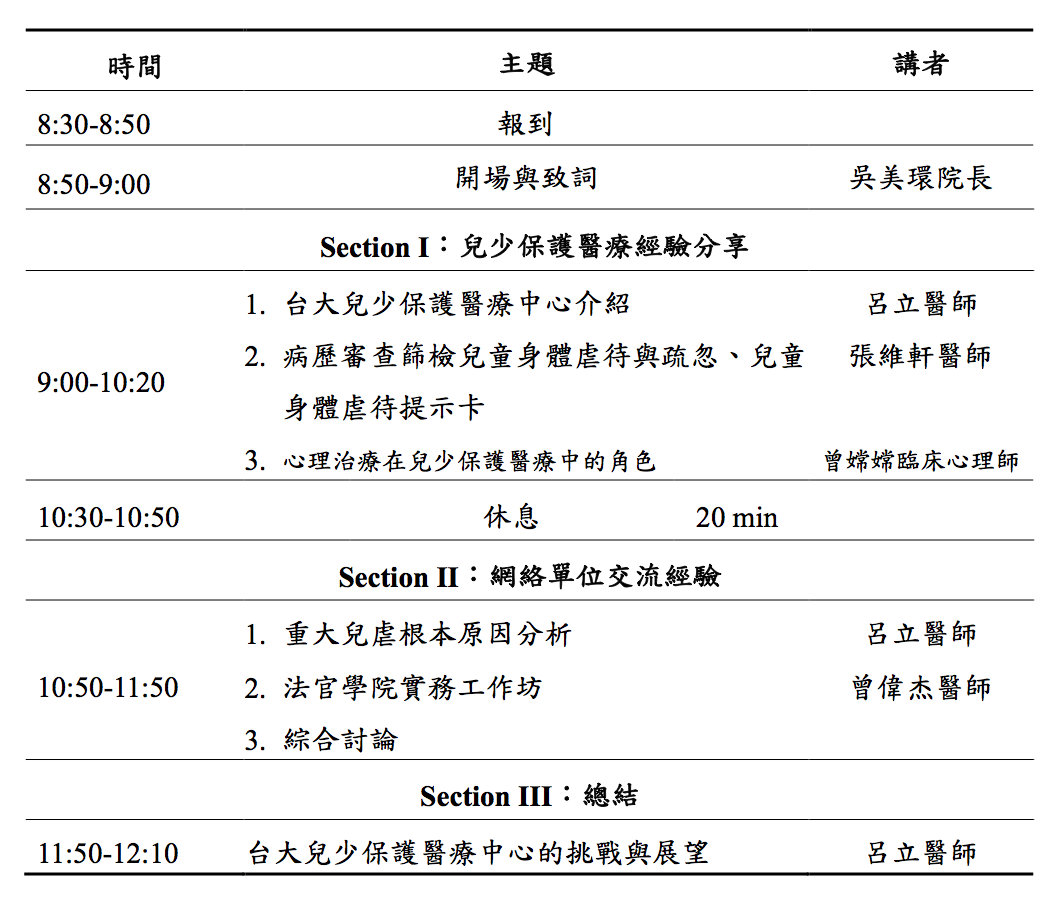 時間 主題 講者
8:30-8:50 報到
8:50-9:00 開場與致詞 吳美環院長
Section I：兒少保護醫療經驗分享
1. 台大兒少保護醫療中心介紹 呂立醫師
2. 病歷審查篩檢兒童身體虐待與疏忽、兒童 張維軒醫師
9:00-10:20
身體虐待提示卡
3. 心理治療在兒少保護醫療中的角色 曾嫦嫦臨床心理師
10:30-10:50 休息 20 min
Section II：網絡單位交流經驗
1. 重大兒虐根本原因分析 呂立醫師
10:50-11:50 2. 法官學院實務工作坊 曾偉杰醫師
3. 綜合討論
Section III：總結
11:50-12:10 台大兒少保護醫療中心的挑戰與展望 呂立醫師